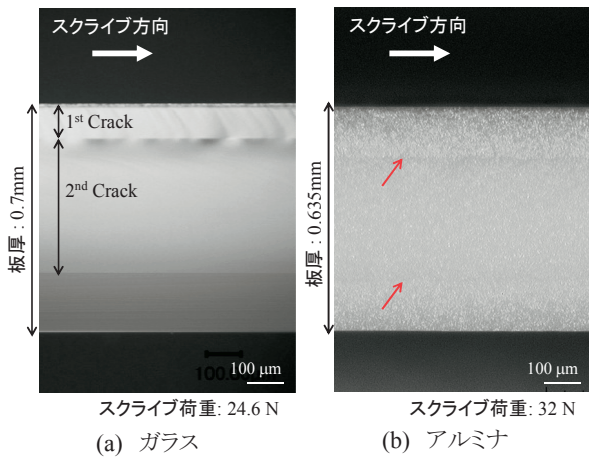 スクライブ方向
1st Crack
2nd Crack
板厚 : 0.7mm
100.0
100 μm
スクライブ荷重: 24.6 N
(a) ガラス
スクライブ方向
板厚 : 0.635mm
100 μm
スクライブ荷重: 32 N
(b) アルミナ